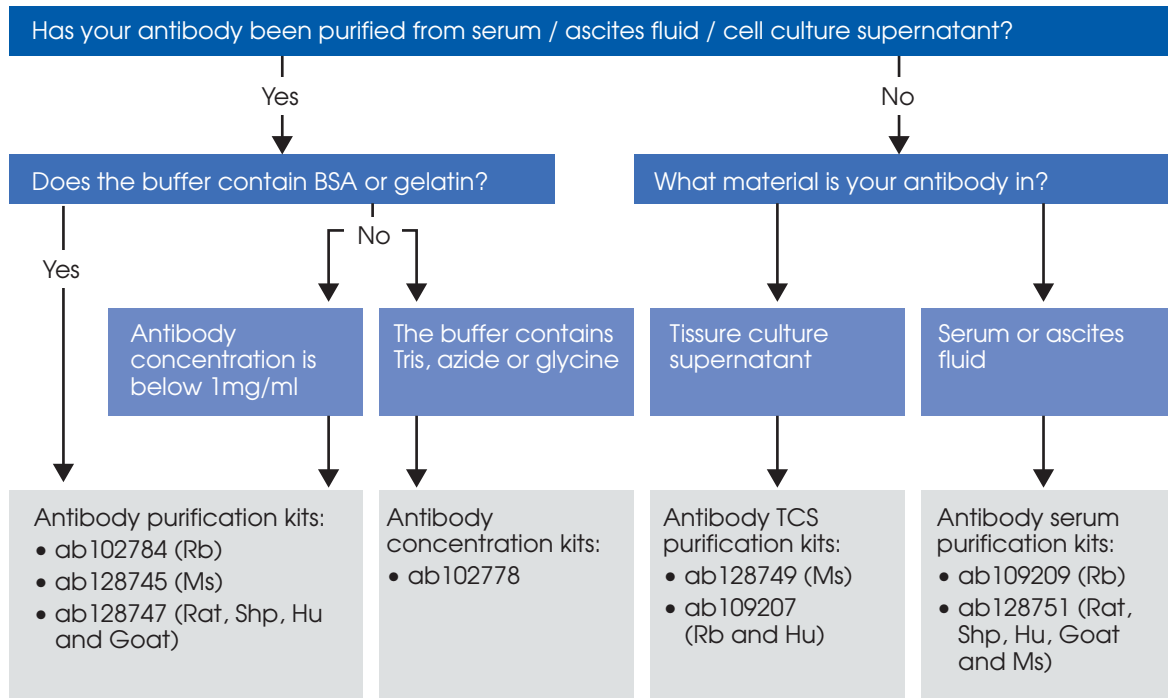 Has your antibody been purified from serum / ascites fluid / cell culture supernatant?
Yes
No
Does the buffer contain BSA or gelatin?
What material is your antibody in?
Yes
No
Antibody
concentration is
below 1mg/ml
The buffer contains
Tris, azide or glycine
Tissure culture
supernatant
Serum or ascites
fluid
Antibody purification kits:
• ab102784 (Rb)
• ab128745 (Ms)
• ab128747 (Rat, Shp, Hu
and Goat)
Antibody
concentration kits:
• ab102778
Antibody TCS
purification kits:
• ab128749 (Ms)
• ab109207
(Rb and Hu)
Antibody serum
purification kits:
• ab109209 (Rb)
• ab128751 (Rat,
Shp, Hu, Goat
and Ms)